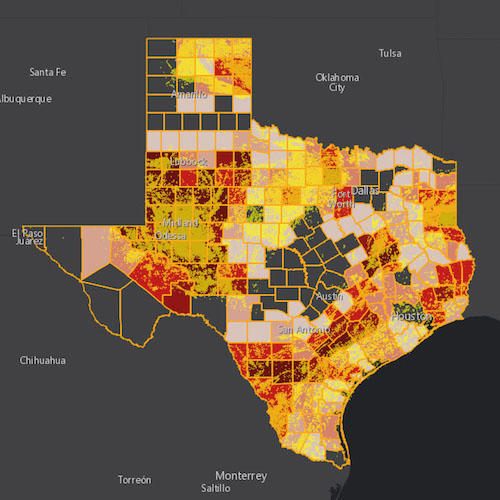 Tulsa
Santa Fe
Oklahoma
City
Albuquerque
Amarillo
Lubbock
Dallas
Fort
Worth
Midland
Odessa
El Paso
Juárez
Austin
Houston
San Antonio
Chihuahua
Torreón
Monterrey
Saltillo